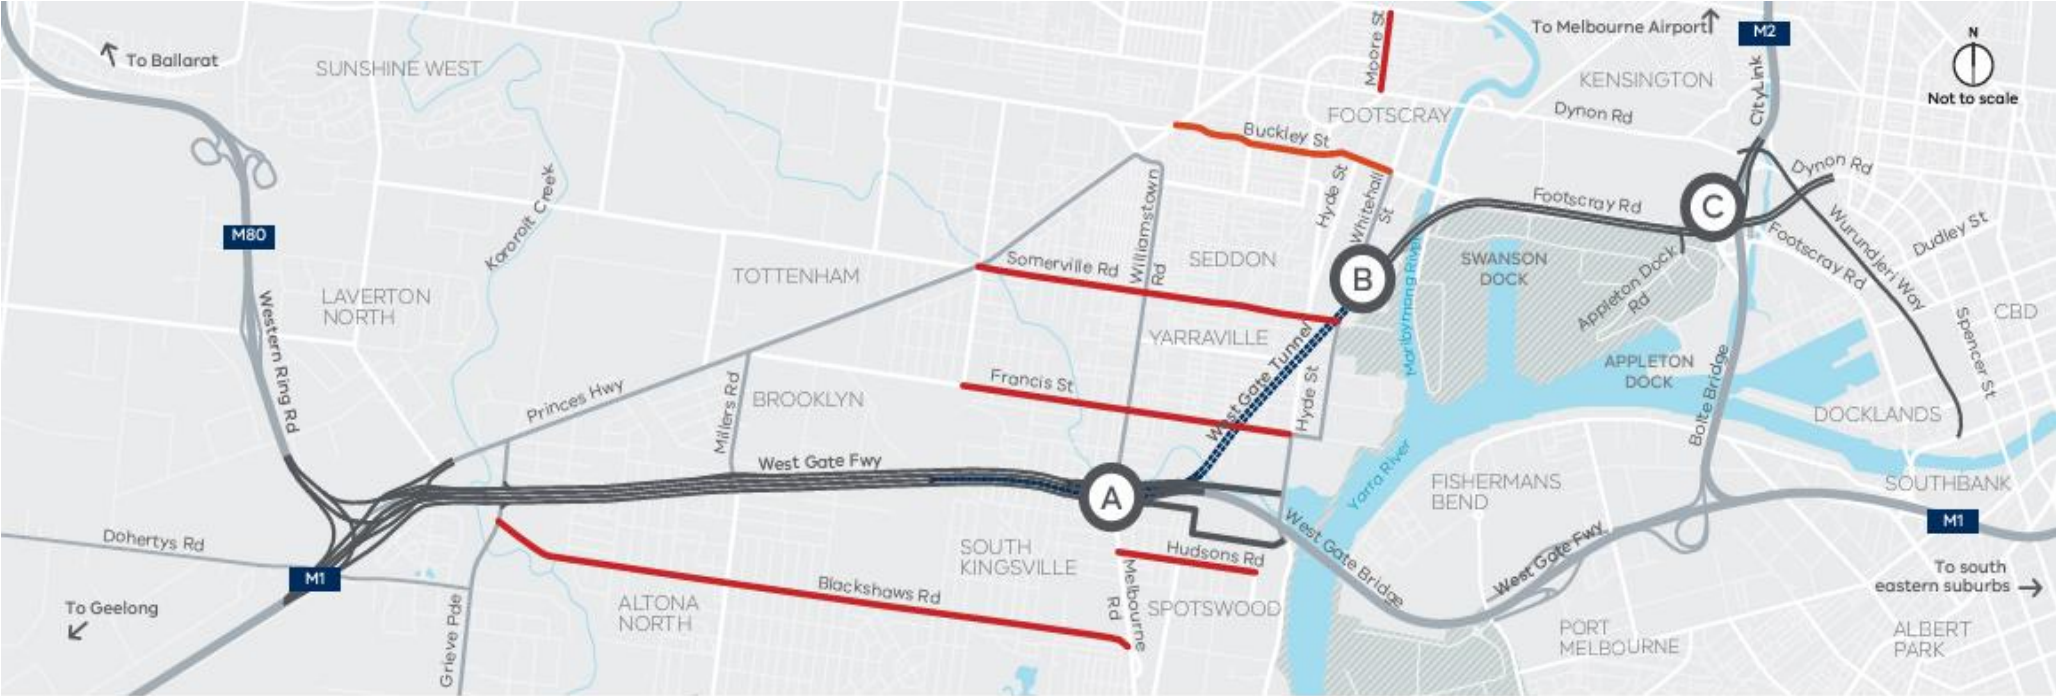 To Ballarat
SUNSHINE WEST
Moore St
To Melbourne Airport
M2
N
Not to scale
KENSINGTON
CityLink
FOOTSCRAY
Dynon Rd
Buckley St
Dynon Rd
Kororoit Creek
Williamstown
Rd
Hyde St
Whitehall
St
Footscray Rd
C
Wurundjeri Way
Dudley St
Footscray Rd
M80
Somerville Rd
SEDDON
B
Maribyrnong River
SWANSON
DOCK
Appleton Dock
Rd
TOTTENHAM
LAVERTON
NORTH
Western Ring Rd
CBD
Spencer St
YARRAVILLE
West Gate Tunnel
APPLETON
DOCK
Bolte Bridge
Princes Hwy
Millers Rd
BROOKLYN
Francis St
Hyde St
DOCKLANDS
West Gate Fwy
A
Yarra River
FISHERMANS
BEND
SOUTHBANK
M1
Dohertys Rd
West Gate Bridge
West Gate Fwy
SOUTH
KINGSVILLE
Hudsons Rd
M1
To south
eastern suburbs
To Geelong
Blackshaws Rd
Melbourne
Rd
SPOTSWOOD
ALTONA
NORTH
Grieve Pde
PORT
MELBOURNE
ALBERT
PARK